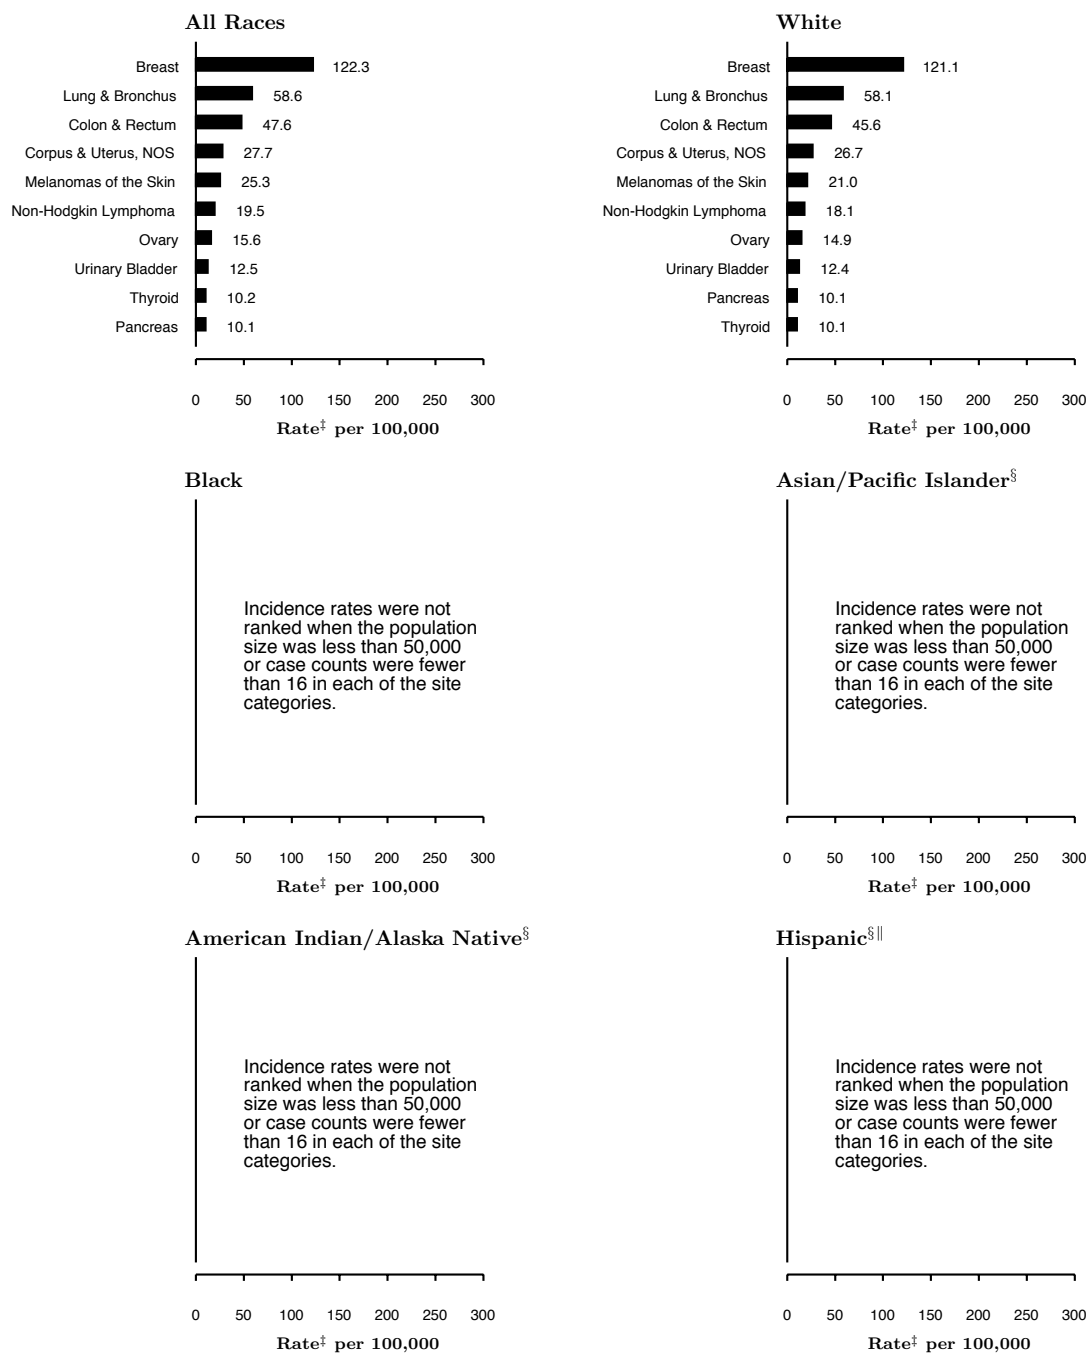 All Races
Breast 122.3
Lung & Bronchus 58.6
Colon & Rectum 47.6
Corpus & Uterus, NOS 27.7
Melanomas of the Skin 25.3
Non-Hodgkin Lymphoma 19.5
Ovary 15.6
Urinary Bladder 12.5
Thyroid 10.2
Pancreas 10.1
0 50 100 150 200 250 300
Rate‡ per 100,000
White
Breast 121.1
Lung & Bronchus 58.1
Colon & Rectum 45.6
Corpus & Uterus, NOS 26.7
Melanomas of the Skin 21.0
Non-Hodgkin Lymphoma 18.1
Ovary 14.9
Urinary Bladder 12.4
Pancreas 10.1
Thyroid 10.1
0 50 100 150 200 250 300
Rate‡ per 100,000
Black
Incidence rates were not
ranked when the population
size was less than 50,000
or case counts were fewer
than 16 in each of the site
categories.
0 50 100 150 200 250 300
Rate‡ per 100,000
Asian/Pacific Islander§
Incidence rates were not
ranked when the population
size was less than 50,000
or case counts were fewer
than 16 in each of the site
categories.
0 50 100 150 200 250 300
Rate‡ per 100,000
American Indian/Alaska Native§
Incidence rates were not
ranked when the population
size was less than 50,000
or case counts were fewer
than 16 in each of the site
categories.
0 50 100 150 200 250 300
Rate‡ per 100,000
Hispanic§‖
Incidence rates were not
ranked when the population
size was less than 50,000
or case counts were fewer
than 16 in each of the site
categories.
0 50 100 150 200 250 300
Rate‡ per 100,000